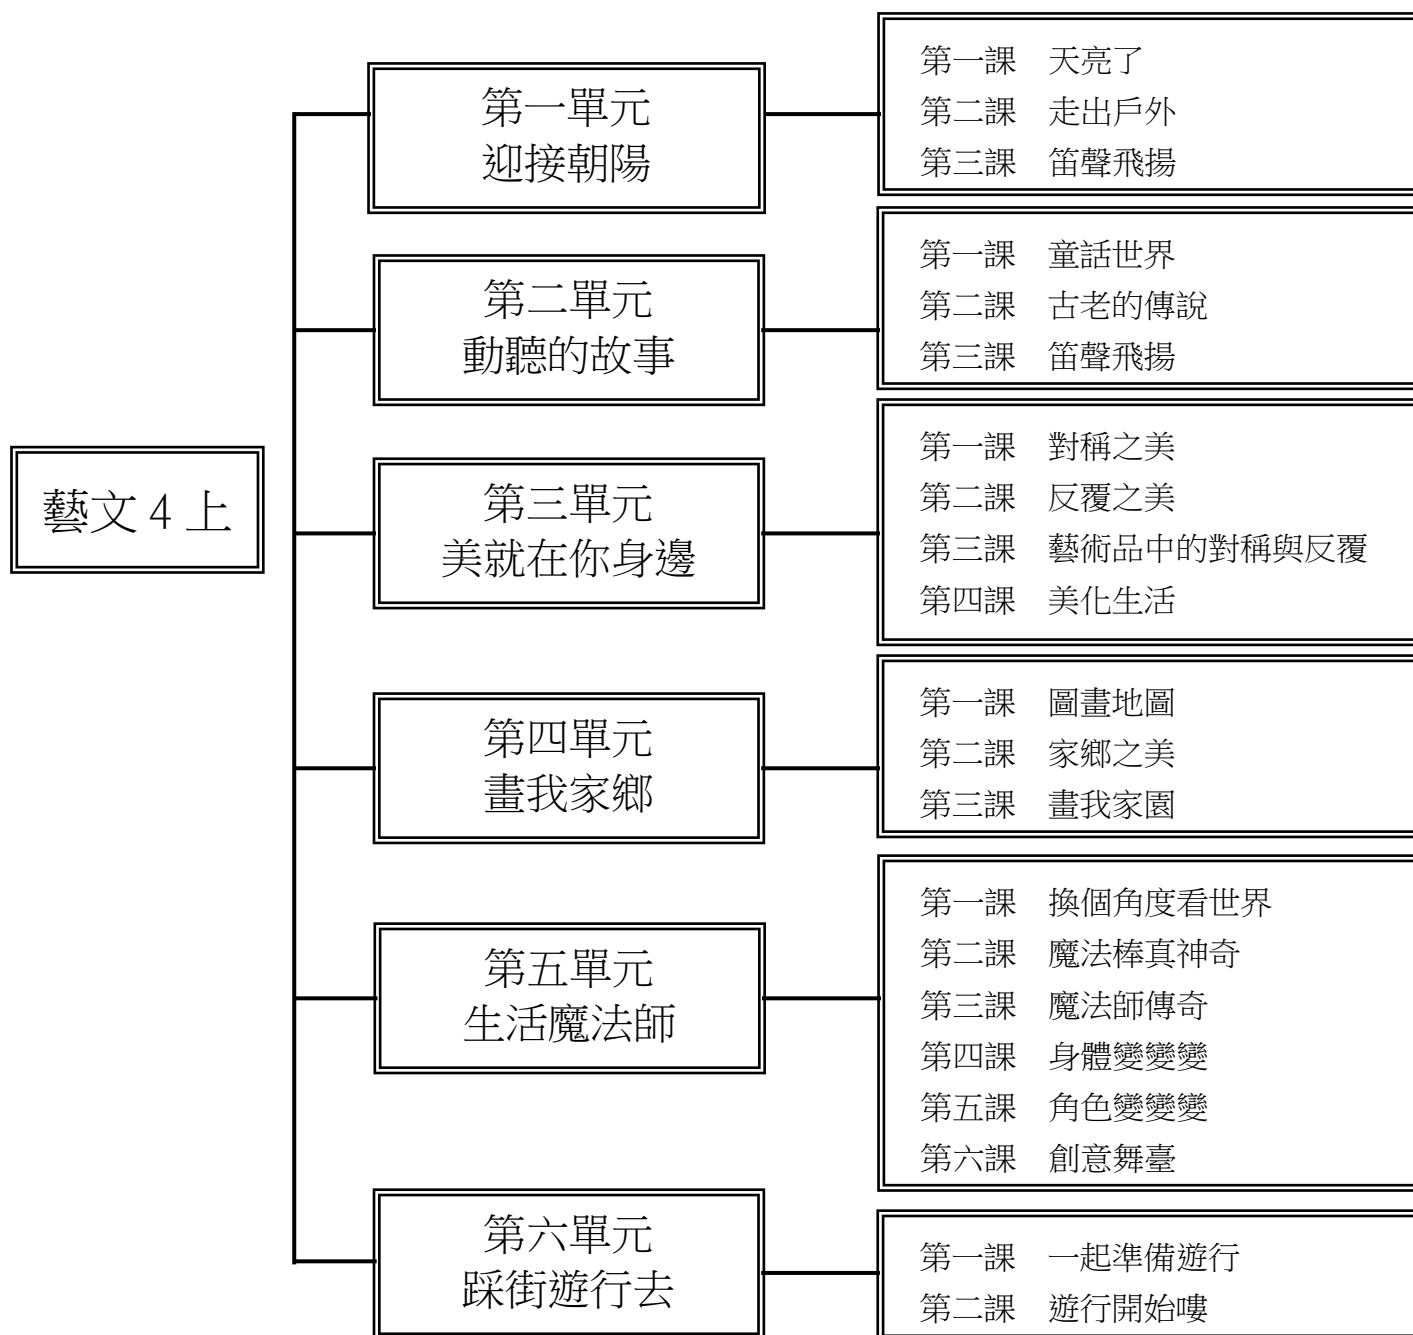 藝文 4 上
第一單元
迎接朝陽
第一課　天亮了
第二課　走出戶外
第三課　笛聲飛揚
第二單元
動聽的故事
第一課　童話世界
第二課　古老的傳說
第三課　笛聲飛揚
第三單元
美就在你身邊
第一課　對稱之美
第二課　反覆之美
第三課　藝術品中的對稱與反覆
第四課　美化生活
第四單元
畫我家鄉
第一課　圖畫地圖
第二課　家鄉之美
第三課　畫我家園
第五單元
生活魔法師
第一課　換個角度看世界
第二課　魔法棒真神奇
第三課　魔法師傳奇
第四課　身體變變變
第五課　角色變變變
第六課　創意舞臺
第六單元
踩街遊行去
第一課　一起準備遊行
第二課　遊行開始嘍